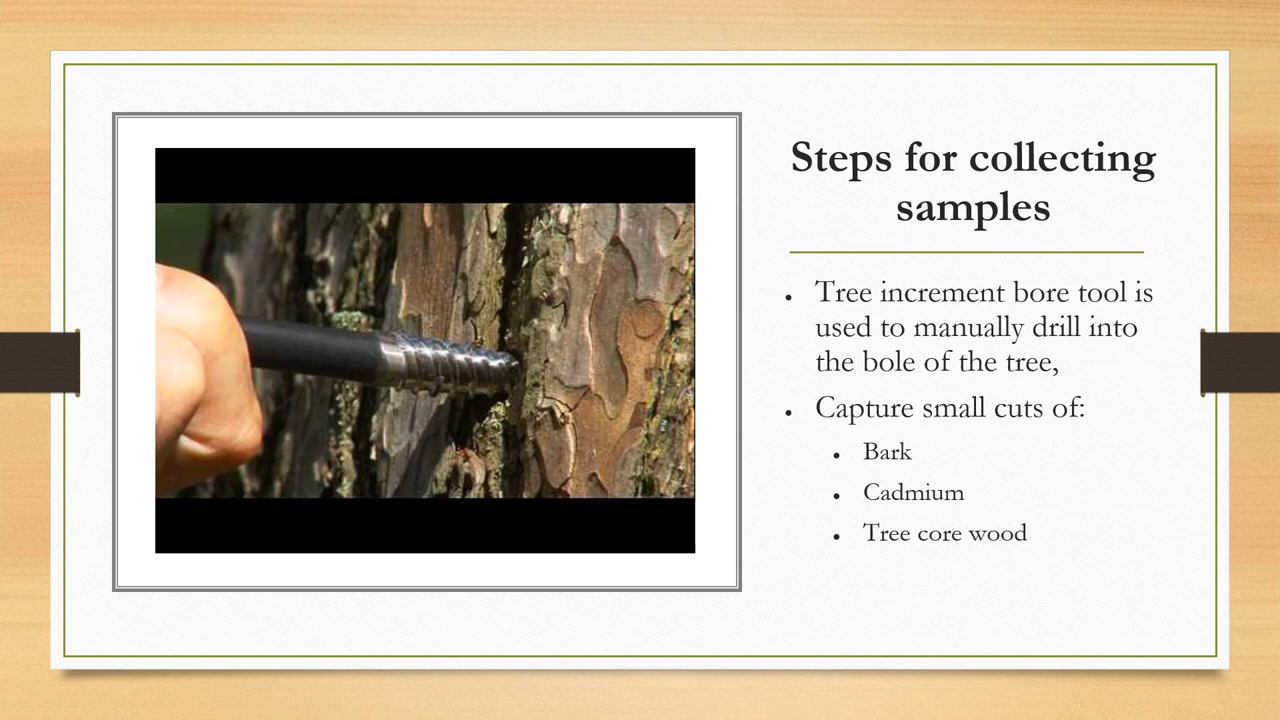 Steps for collecting
samples
• Tree increment bore tool is
used to manually drill into
the bole of the tree,
• Capture small cuts of:
• Bark
• Cadmium
• Tree core wood